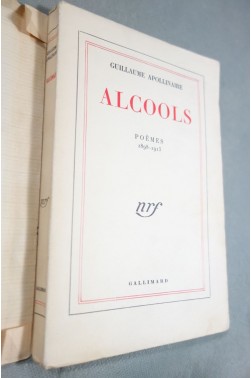 GUILLAUME APOLLINAIRE
ALCOOLS
POÈMES
1898-1913
nrf
GALLIMARD